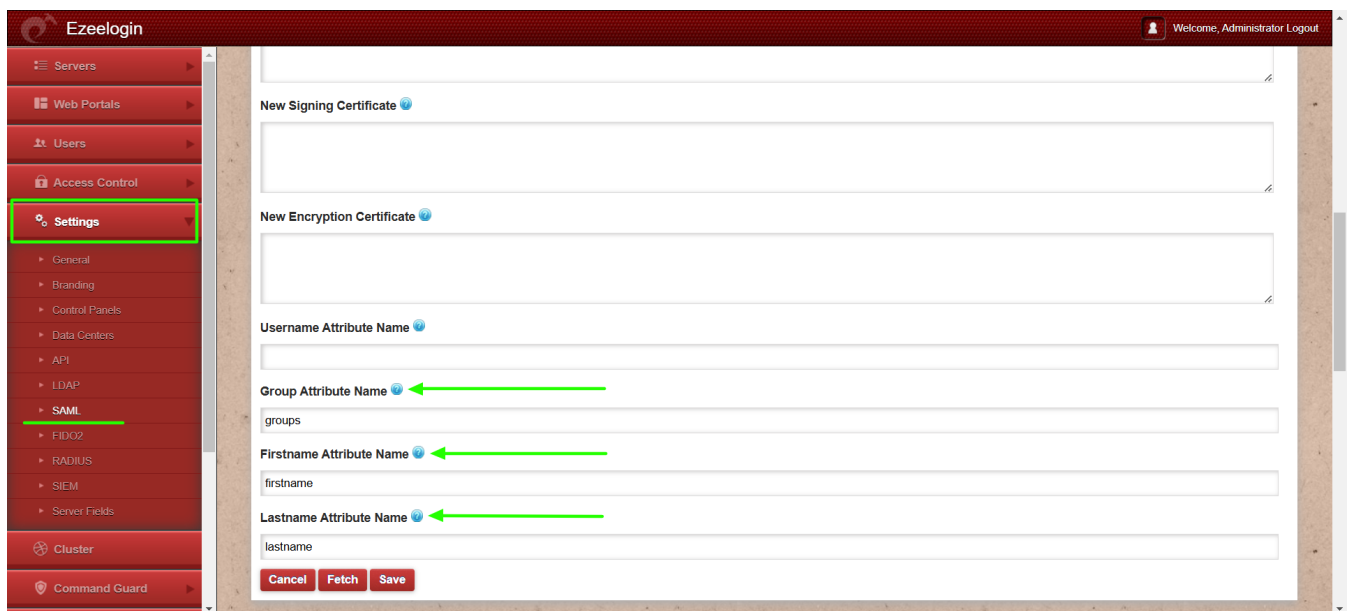 Ezeelogin
Welcome, Administrator Logout
Servers
Web Portals
Users
Access Control
Settings
General
Branding
Control Panels
Data Centers
API
LDAP
SAML
FIDO2
RADIUS
SIEM
Server Fields
Cluster
Command Guard
New Signing Certificate
New Encryption Certificate
Username Attribute Name
Group Attribute Name
groups
Firstname Attribute Name
firstname
Lastname Attribute Name
lastname
Cancel Fetch Save